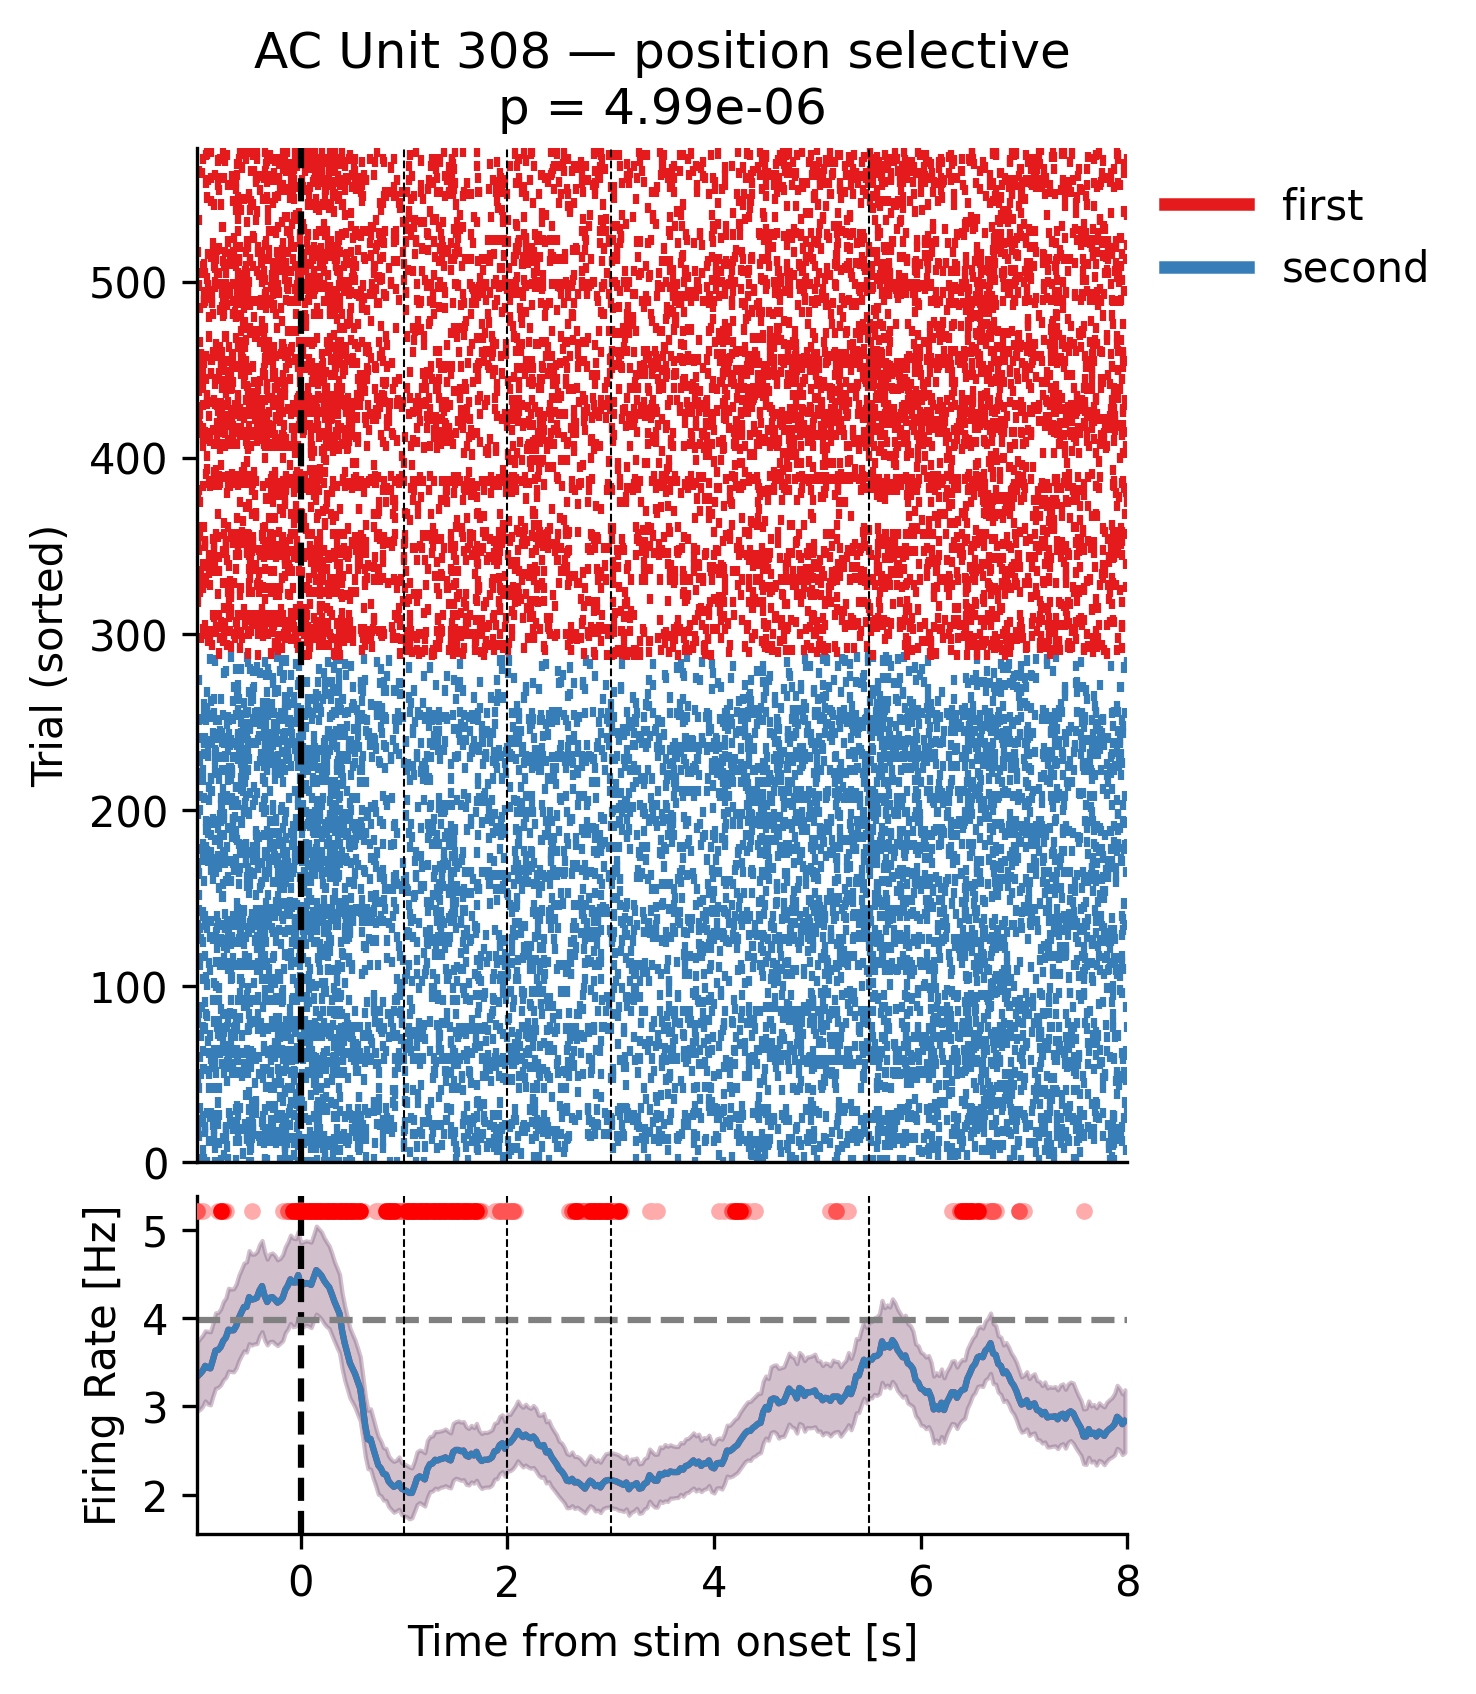 AC Unit 308 — position selective
p = 4.99e-06
first
second
500
400
300
200
100
0
Trial (sorted)
5
4
3
2
Firing Rate [Hz]
0 2 4 6 8
Time from stim onset [s]